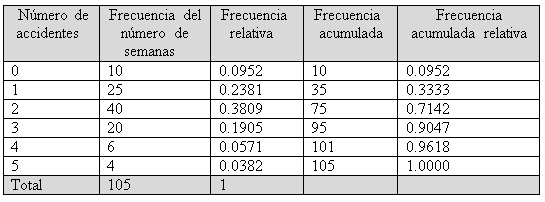 Número de accidentes Frecuencia del número de semanas Frecuencia relativa Frecuencia acumulada Frecuencia acumulada relativa
0 10 0.0952 10 0.0952
1 25 0.2381 35 0.3333
2 40 0.3809 75 0.7142
3 20 0.1905 95 0.9047
4 6 0.0571 101 0.9618
5 4 0.0382 105 1.0000
Total 105 1